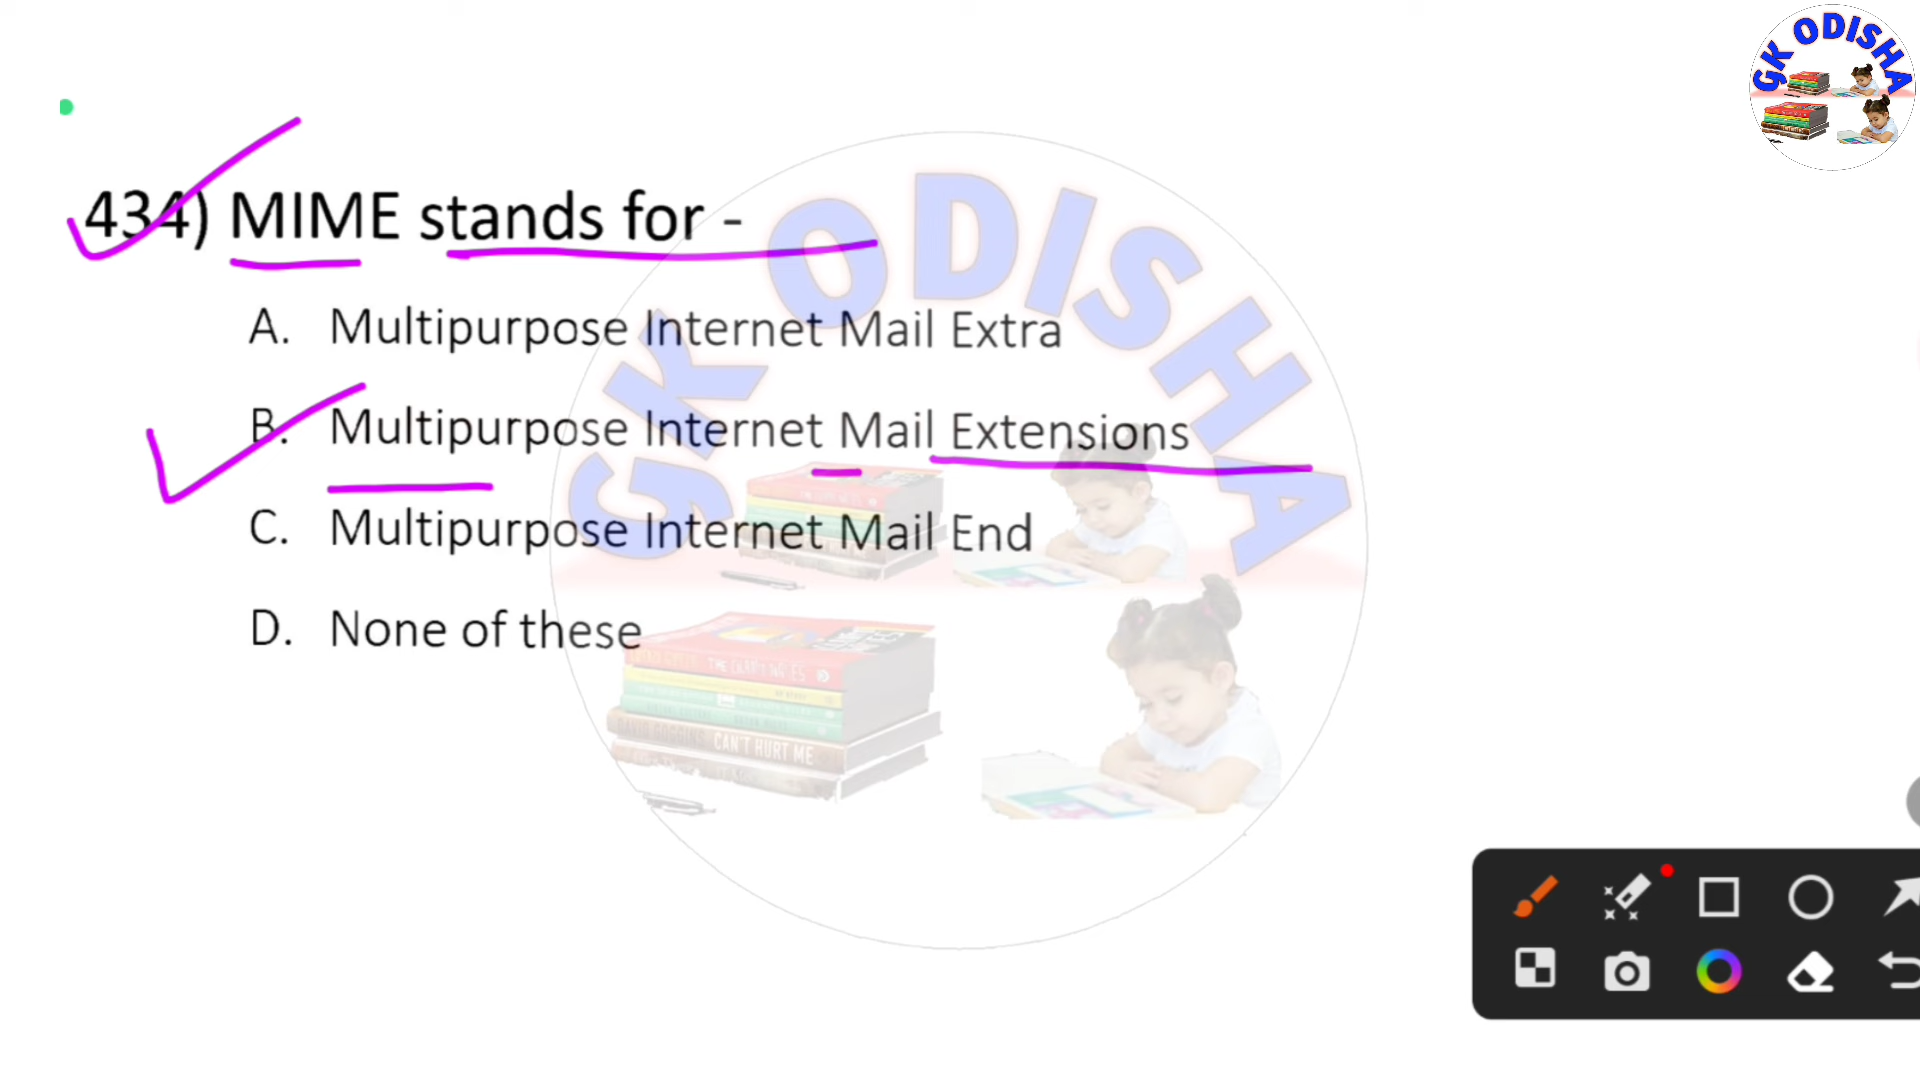 GK ODISHA
434) MIME stands for -
A. Multipurpose Internet Mail Extra
B. Multipurpose Internet Mail Extensions
C. Multipurpose Internet Mail End
D. None of these
GK ODISHA
CAN'T HURT ME